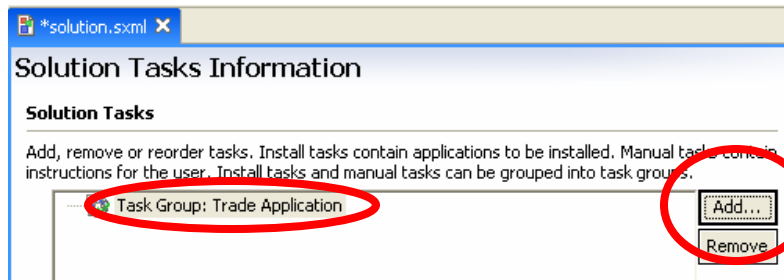 *solution.sxml
Solution Tasks Information
Solution Tasks
Add, remove or reorder tasks. Install tasks contain applications to be installed. Manual tasks contain
instructions for the user. Install tasks and manual tasks can be grouped into task groups.
Task Group: Trade Application
Add...
Remove